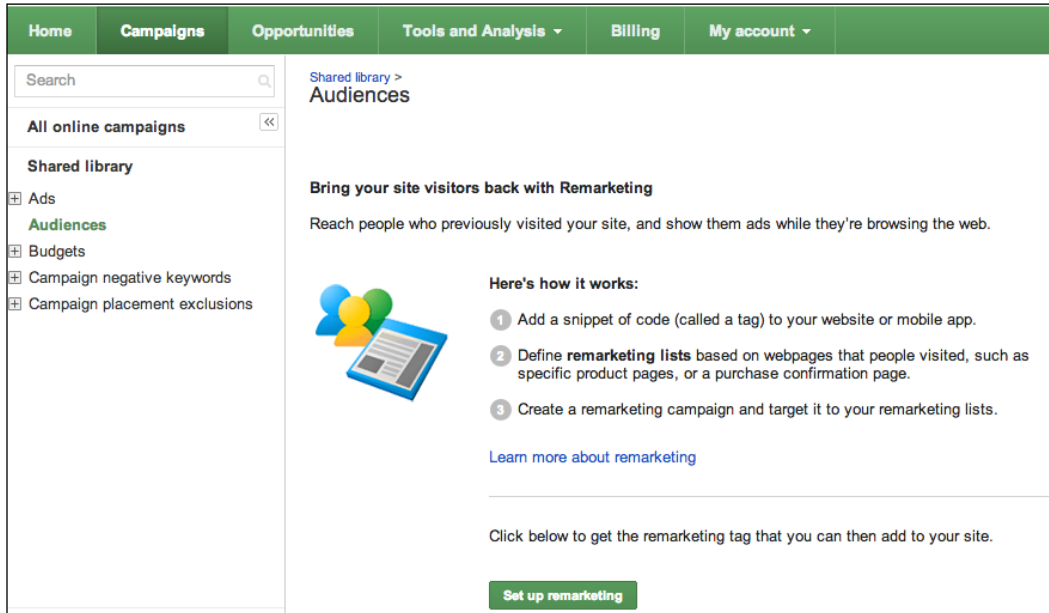 Home Campaigns Opportunities Tools and Analysis Billing My account
Search
All online campaigns
Shared library
Ads
Audiences
Budgets
Campaign negative keywords
Campaign placement exclusions
Shared library >
Audiences
Bring your site visitors back with Remarketing
Reach people who previously visited your site, and show them ads while they're browsing the web.
Here's how it works:
1 Add a snippet of code (called a tag) to your website or mobile app.
2 Define remarketing lists based on webpages that people visited, such as
specific product pages, or a purchase confirmation page.
3 Create a remarketing campaign and target it to your remarketing lists.
Learn more about remarketing
Click below to get the remarketing tag that you can then add to your site.
Set up remarketing